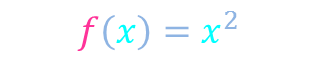 f(x) = x²